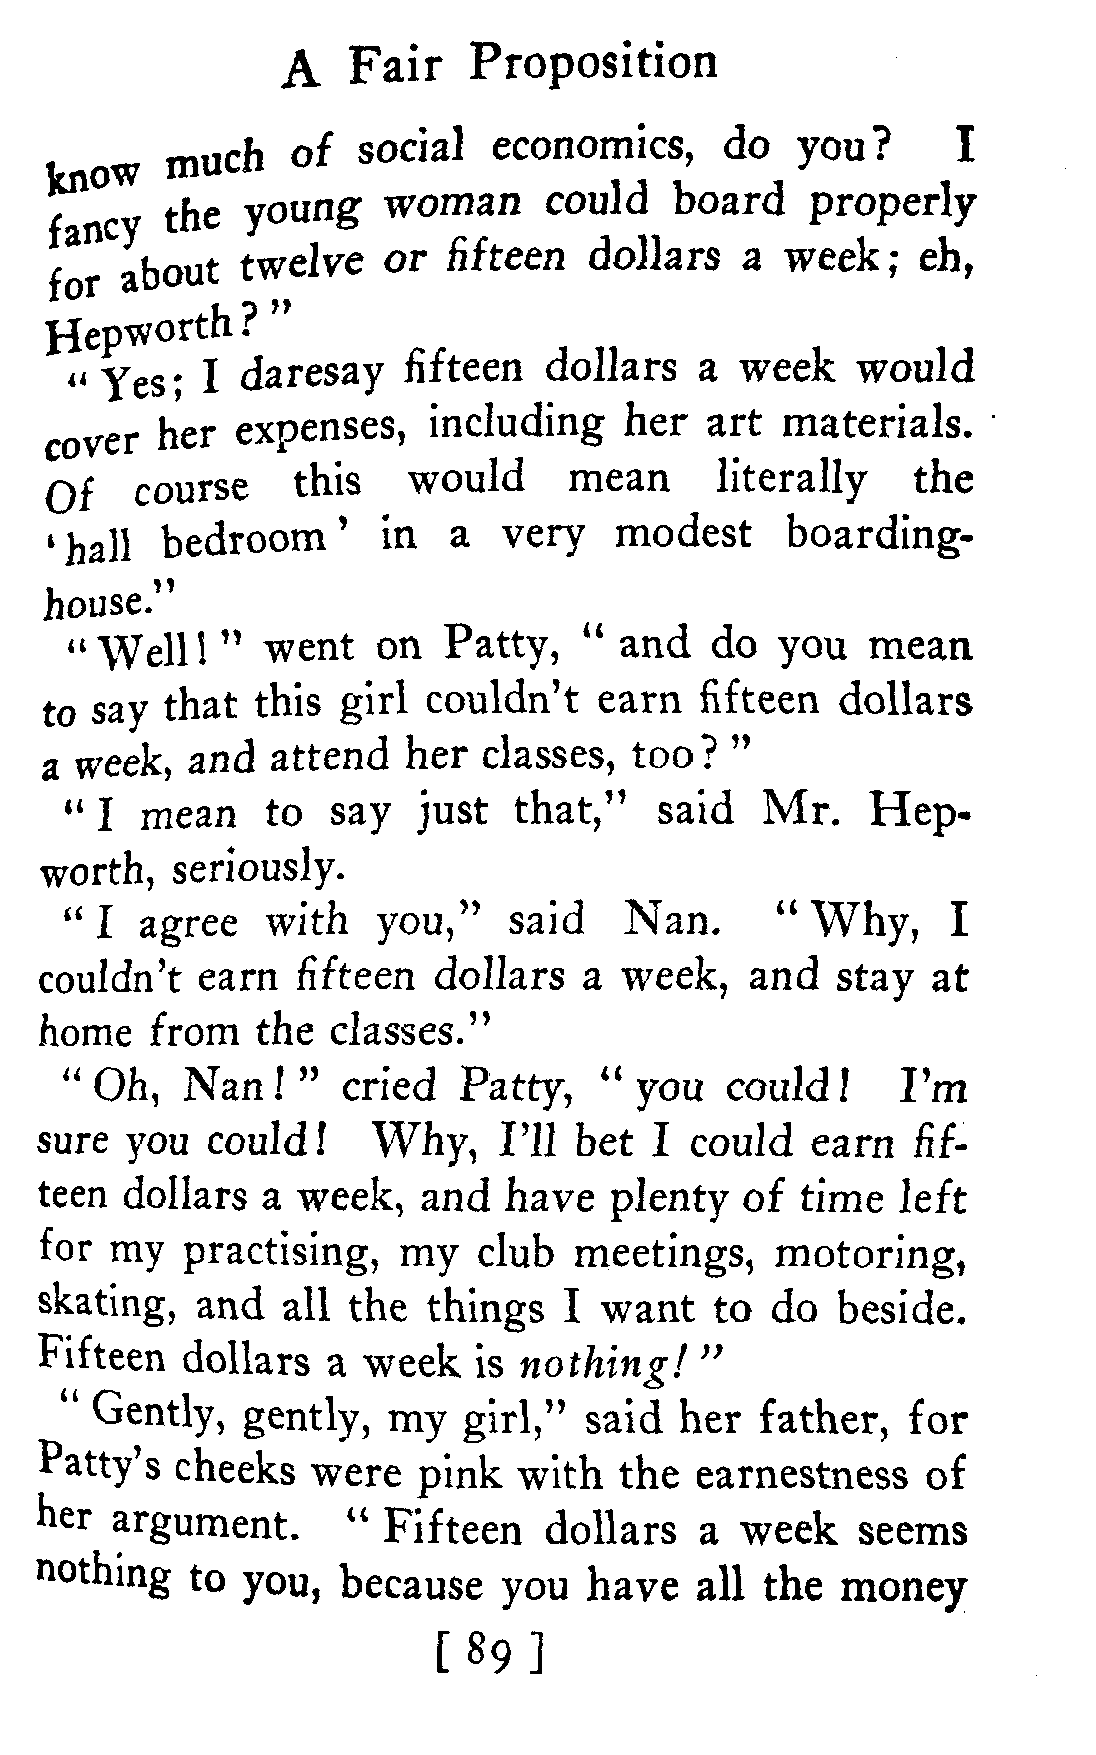 A Fair Proposition
know much of social economics, do you? I
fancy the young woman could board properly
for about twelve or fifteen dollars a week; eh,
Hepworth?"
"Yes; I daresay fifteen dollars a week would
cover her expenses, including her art materials.
Of course this would mean literally the
'hall bedroom' in a very modest boarding-
house."
"Well!" went on Patty, "and do you mean
to say that this girl couldn't earn fifteen dollars
a week, and attend her classes, too?"
"I mean to say just that," said Mr. Hep-
worth, seriously.
"I agree with you," said Nan. "Why, I
couldn't earn fifteen dollars a week, and stay at
home from the classes."
"Oh, Nan!" cried Patty, "you could! I'm
sure you could! Why, I'll bet I could earn fif-
teen dollars a week, and have plenty of time left
for my practising, my club meetings, motoring,
skating, and all the things I want to do beside.
Fifteen dollars a week is nothing!"
"Gently, gently, my girl," said her father, for
Patty's cheeks were pink with the earnestness of
her argument. "Fifteen dollars a week seems
nothing to you, because you have all the money
[ 89 ]